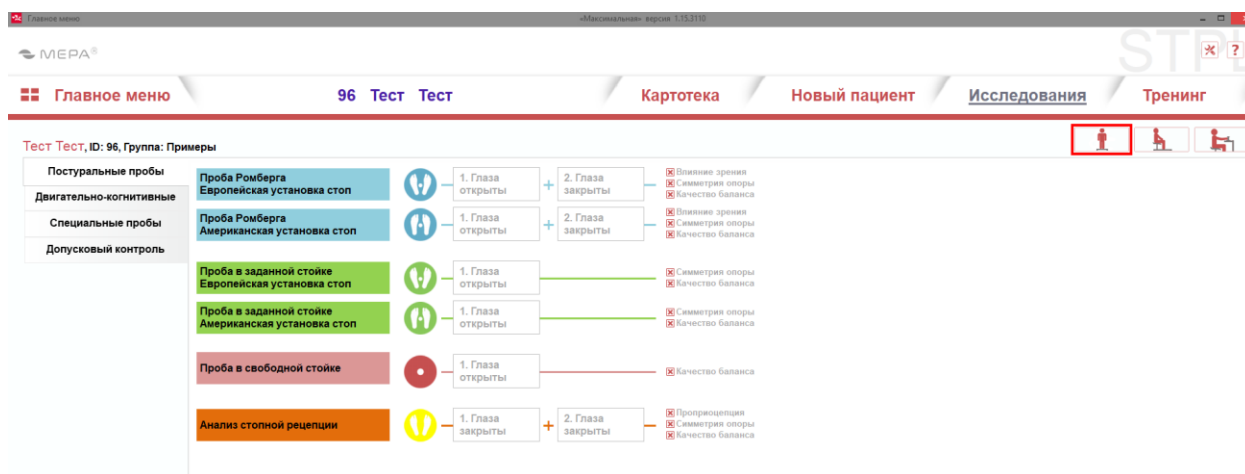 Главное меню
«Максимальная» версия 1.15.3110
МЕРА®
?
Главное меню
96 Тест Тест
Картотека
Новый пациент
Исследования
Тренинг
Тест Тест, ID: 96, Группа: Примеры
Постуральные пробы
Двигательно-когнитивные
Специальные пробы
Допусковый контроль
Проба Ромберга
Европейская установка стоп
1. Глаза
открыты
+
2. Глаза
закрыты
Влияние зрения
Симметрия опоры
Качество баланса
Проба Ромберга
Американская установка стоп
1. Глаза
открыты
+
2. Глаза
закрыты
Влияние зрения
Симметрия опоры
Качество баланса
Проба в заданной стойке
Европейская установка стоп
1. Глаза
открыты
Симметрия опоры
Качество баланса
Проба в заданной стойке
Американская установка стоп
1. Глаза
открыты
Симметрия опоры
Качество баланса
Проба в свободной стойке
1. Глаза
открыты
Качество баланса
Анализ стопной рецепции
1. Глаза
закрыты
+
2. Глаза
закрыты
Проприоцепция
Симметрия опоры
Качество баланса